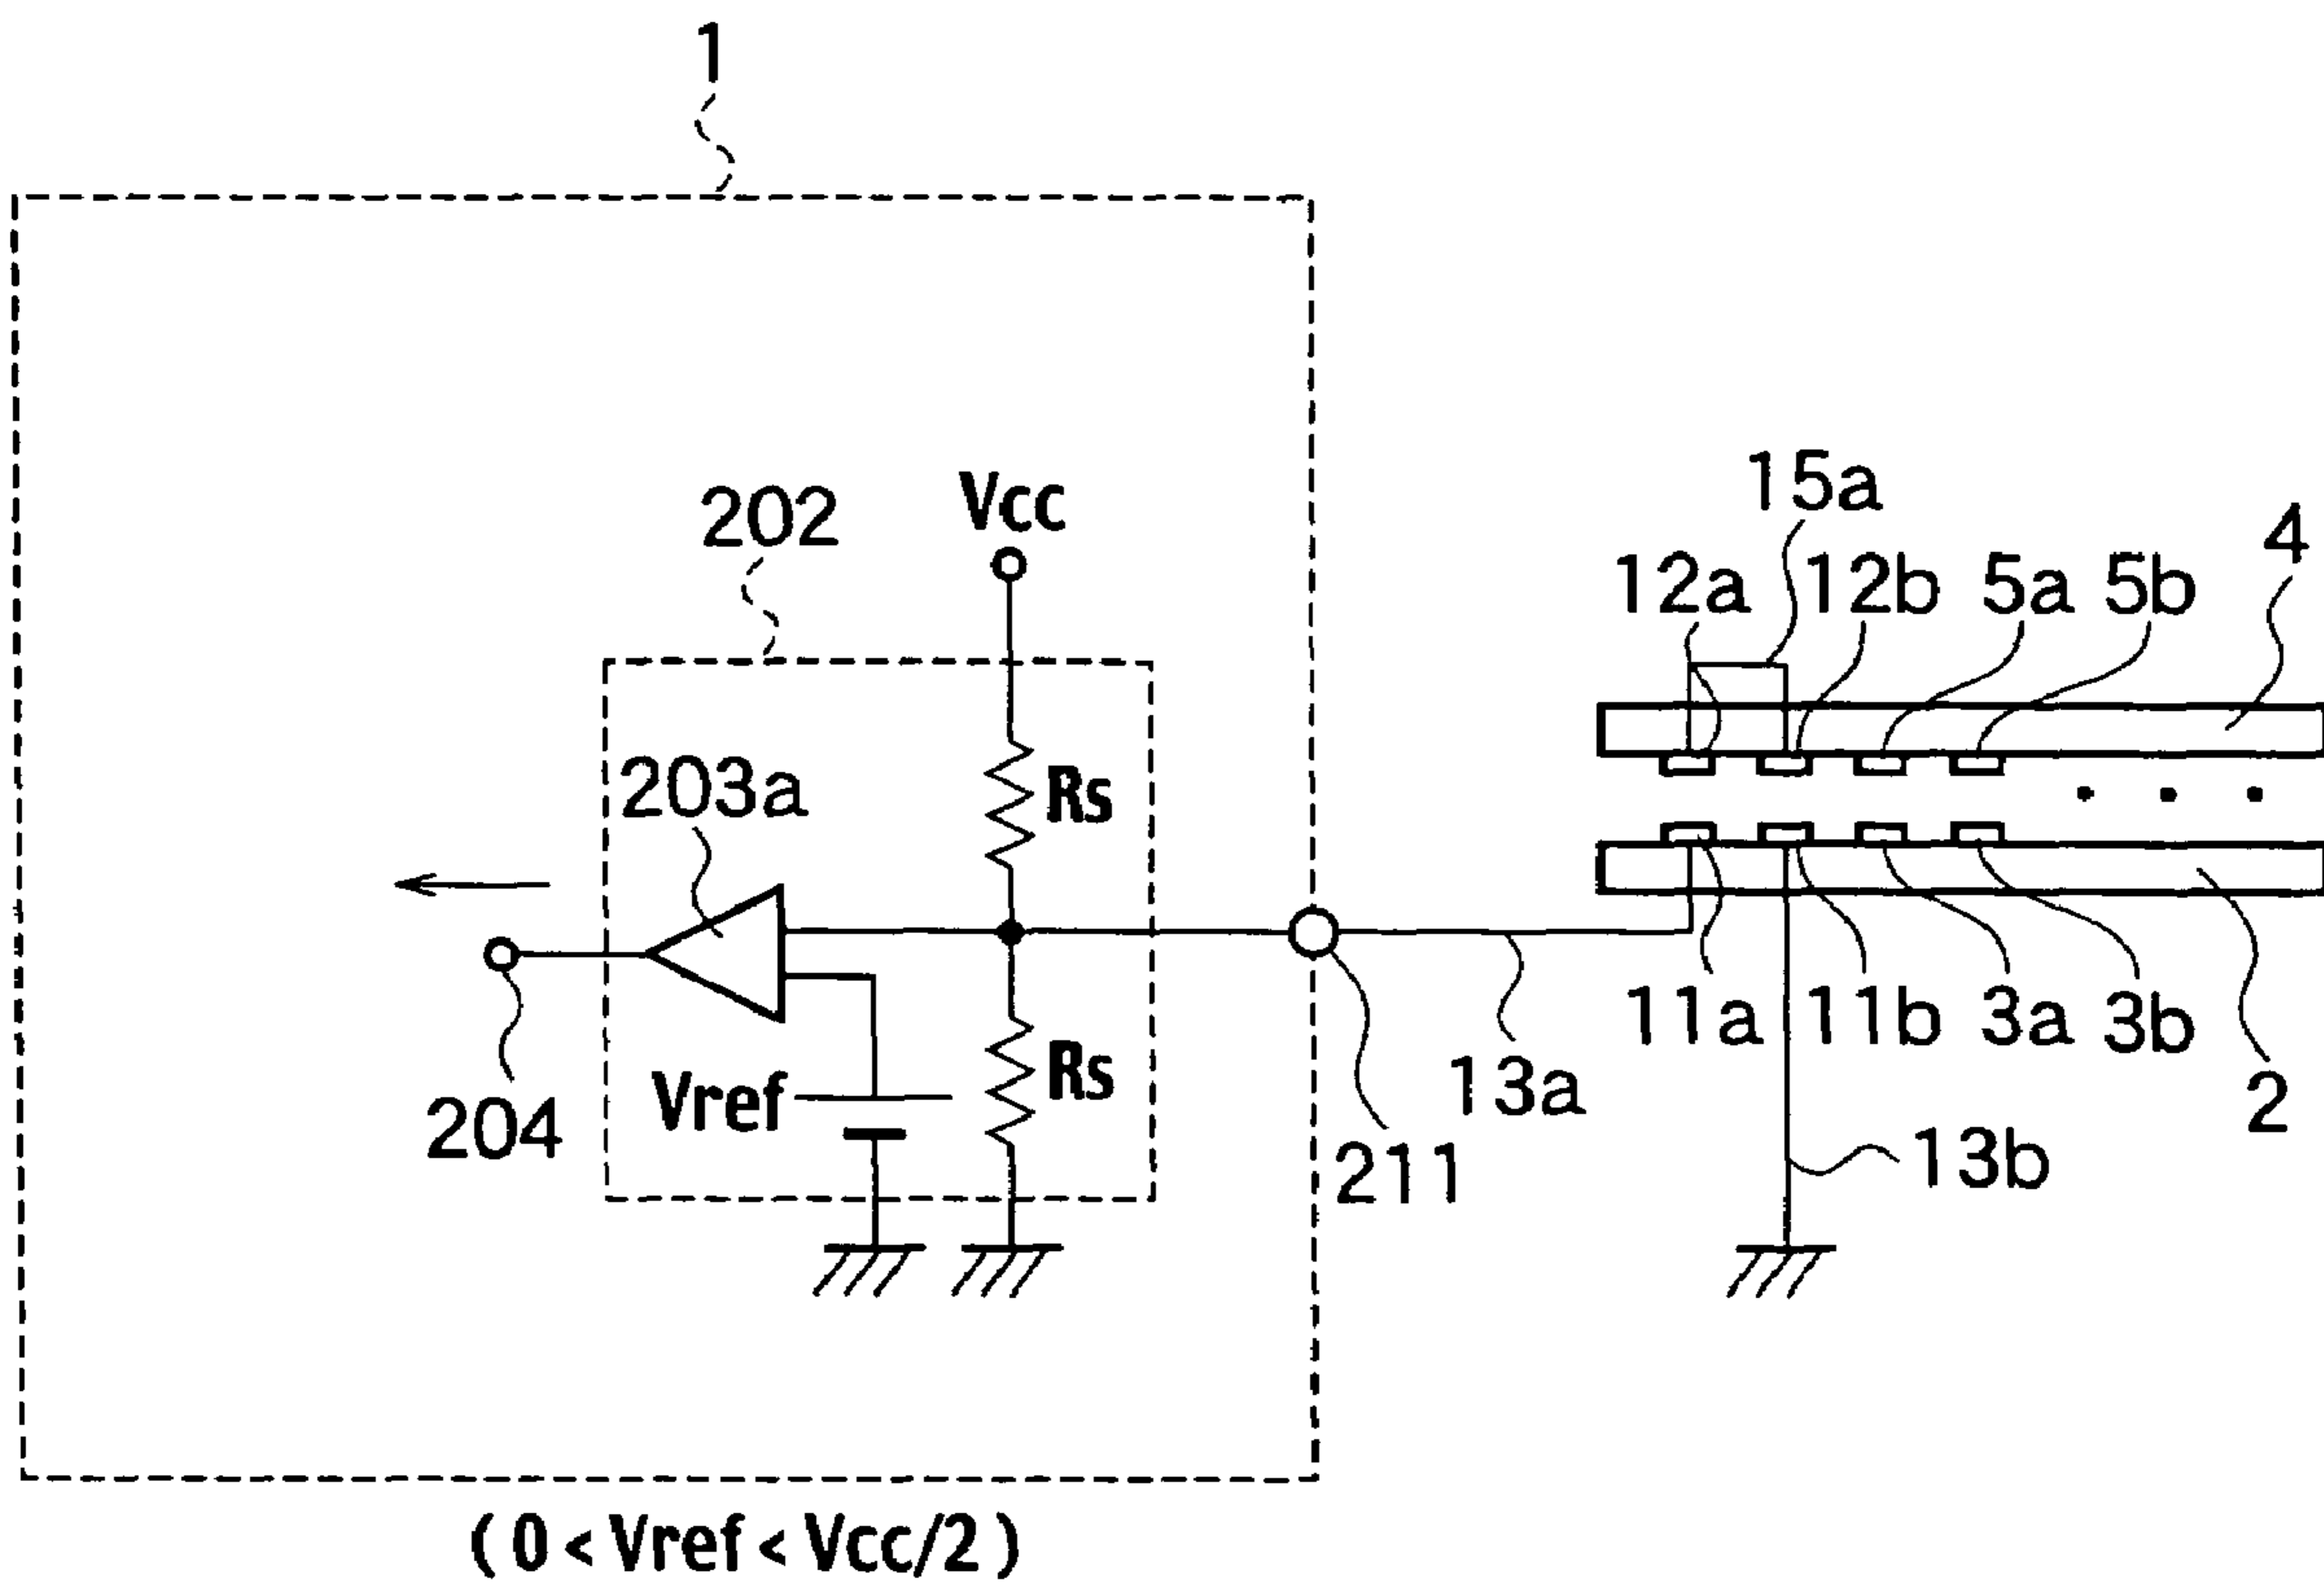 1
202
Vcc
15a
4
12a
12b
5a
5b
203a
Rs
11a
11b
3a
3b
Rs
Vref
13a
2
204
211
13b
( 0 < Vref < Vcc/2 )